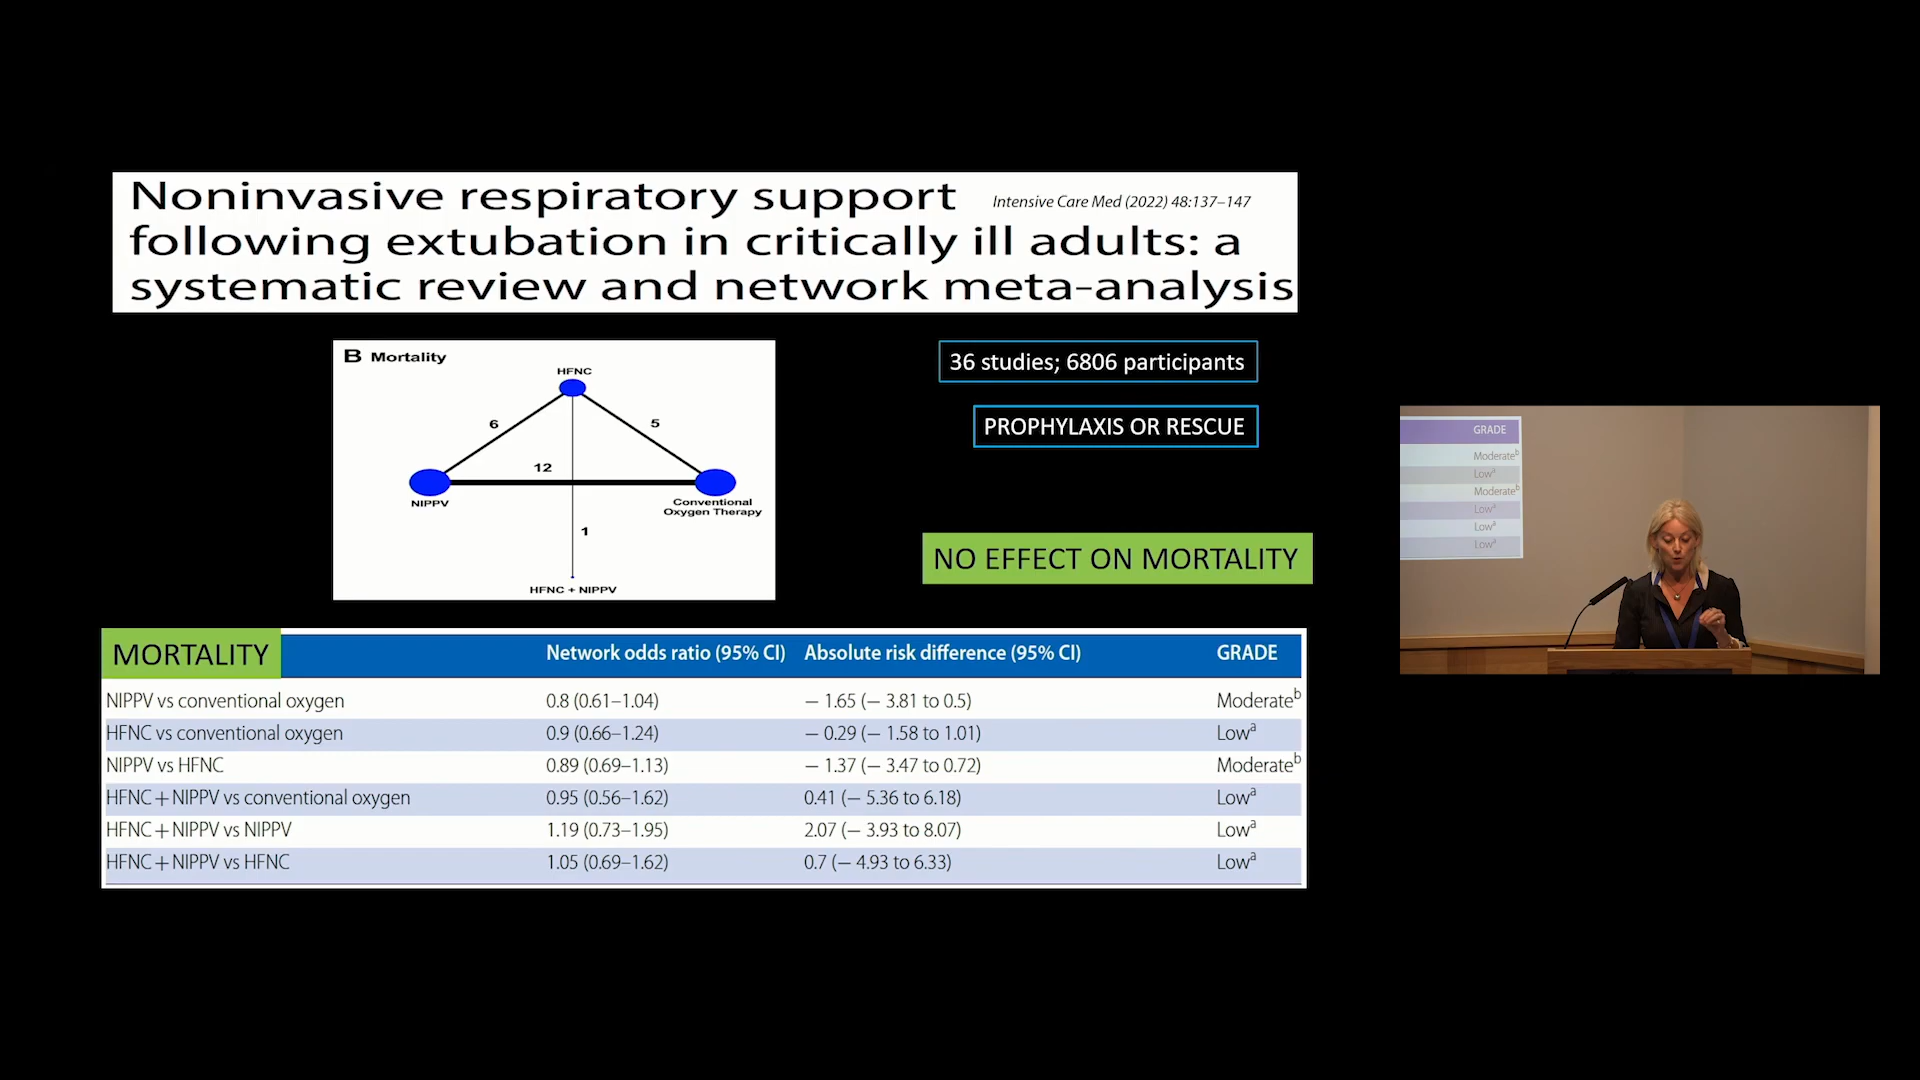 Noninvasive respiratory support
Intensive Care Med (2022) 48:137–147
following extubation in critically ill adults: a
systematic review and network meta-analysis
B Mortality
HFNC
6
5
12
NIPPV
Conventional
Oxygen Therapy
1
HFNC + NIPPV
36 studies; 6806 participants
PROPHYLAXIS OR RESCUE
NO EFFECT ON MORTALITY
MORTALITY Network odds ratio (95% CI) Absolute risk difference (95% CI) GRADE
NIPPV vs conventional oxygen 0.8 (0.61–1.04) − 1.65 (− 3.81 to 0.5) Moderateᵇ
HFNC vs conventional oxygen 0.9 (0.66–1.24) − 0.29 (− 1.58 to 1.01) Lowᵃ
NIPPV vs HFNC 0.89 (0.69–1.13) − 1.37 (− 3.47 to 0.72) Moderateᵇ
HFNC + NIPPV vs conventional oxygen 0.95 (0.56–1.62) 0.41 (− 5.36 to 6.18) Lowᵃ
HFNC + NIPPV vs NIPPV 1.19 (0.73–1.95) 2.07 (− 3.93 to 8.07) Lowᵃ
HFNC + NIPPV vs HFNC 1.05 (0.69–1.62) 0.7 (− 4.93 to 6.33) Lowᵃ
GRADE
Moderateᵇ
Lowᵃ
Moderateᵇ
Lowᵃ
Lowᵃ
Lowᵃ